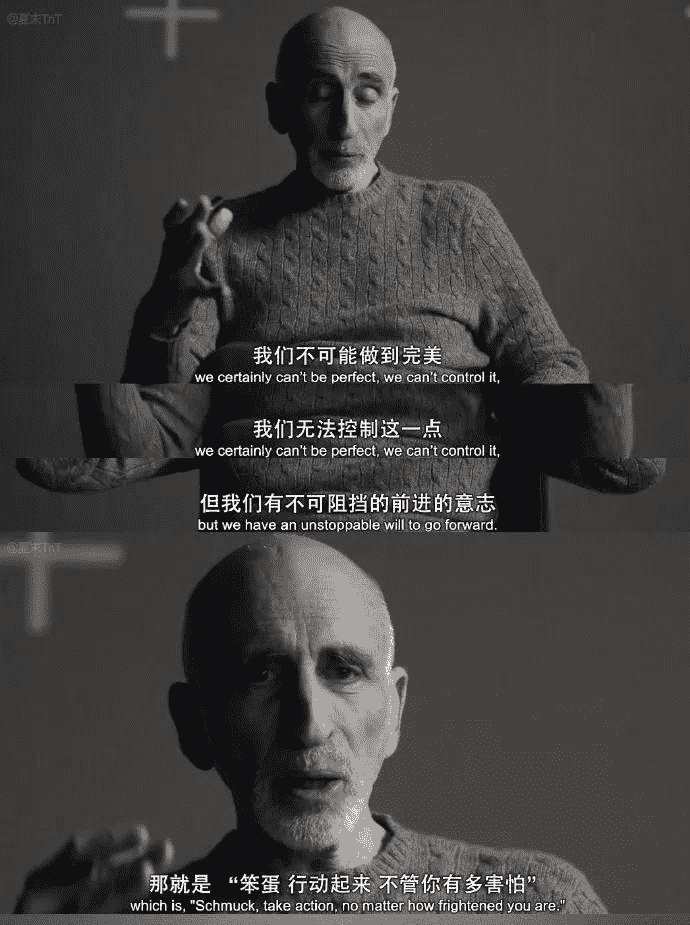 @夏末TnT
我们不可能做到完美
we certainly can't be perfect, we can't control it,
我们无法控制这一点
we certainly can't be perfect, we can't control it,
但我们有不可阻挡的前进的意志
but we have an unstoppable will to go forward.
@夏末TnT
那就是 “笨蛋 行动起来 不管你有多害怕”
which is, "Schmuck, take action, no matter how frightened you are."